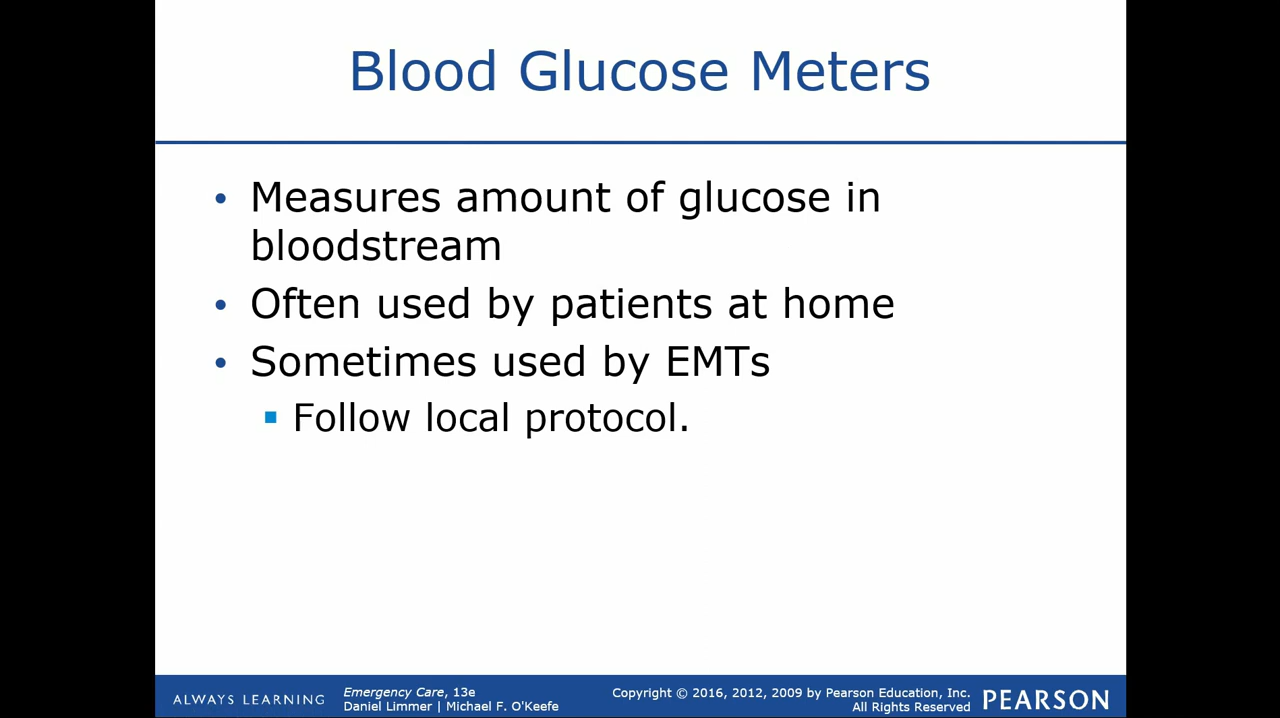 Blood Glucose Meters
• Measures amount of glucose in
bloodstream
• Often used by patients at home
• Sometimes used by EMTs
▪ Follow local protocol.
ALWAYS LEARNING
Emergency Care, 13e
Daniel Limmer | Michael F. O'Keefe
Copyright © 2016, 2012, 2009 by Pearson Education, Inc.
All Rights Reserved
PEARSON